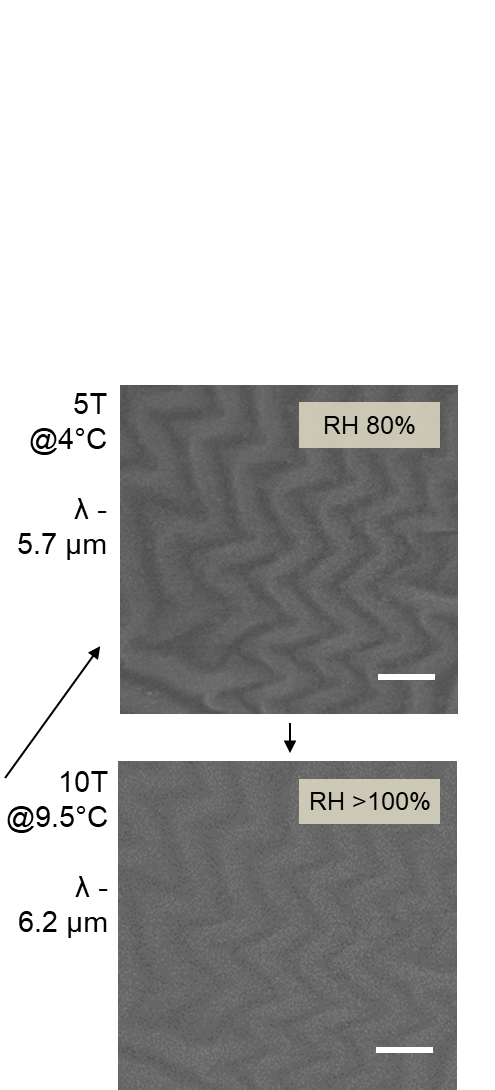 5T
@4°C
λ -
5.7 µm
RH 80%
10T
@9.5°C
λ -
6.2 µm
RH >100%